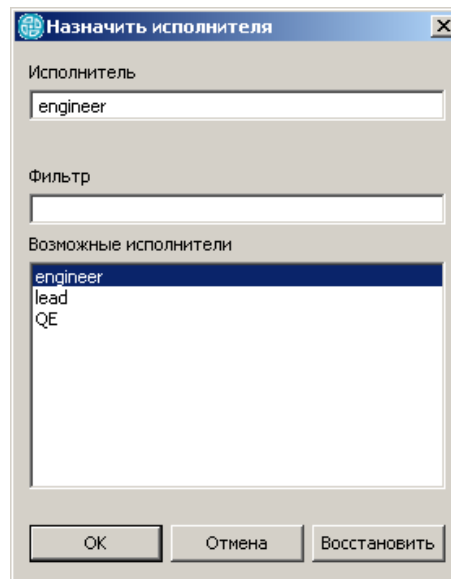 Назначить исполнителя
Исполнитель
engineer
Фильтр
Возможные исполнители
engineer
lead
QE
OK
Отмена
Восстановить